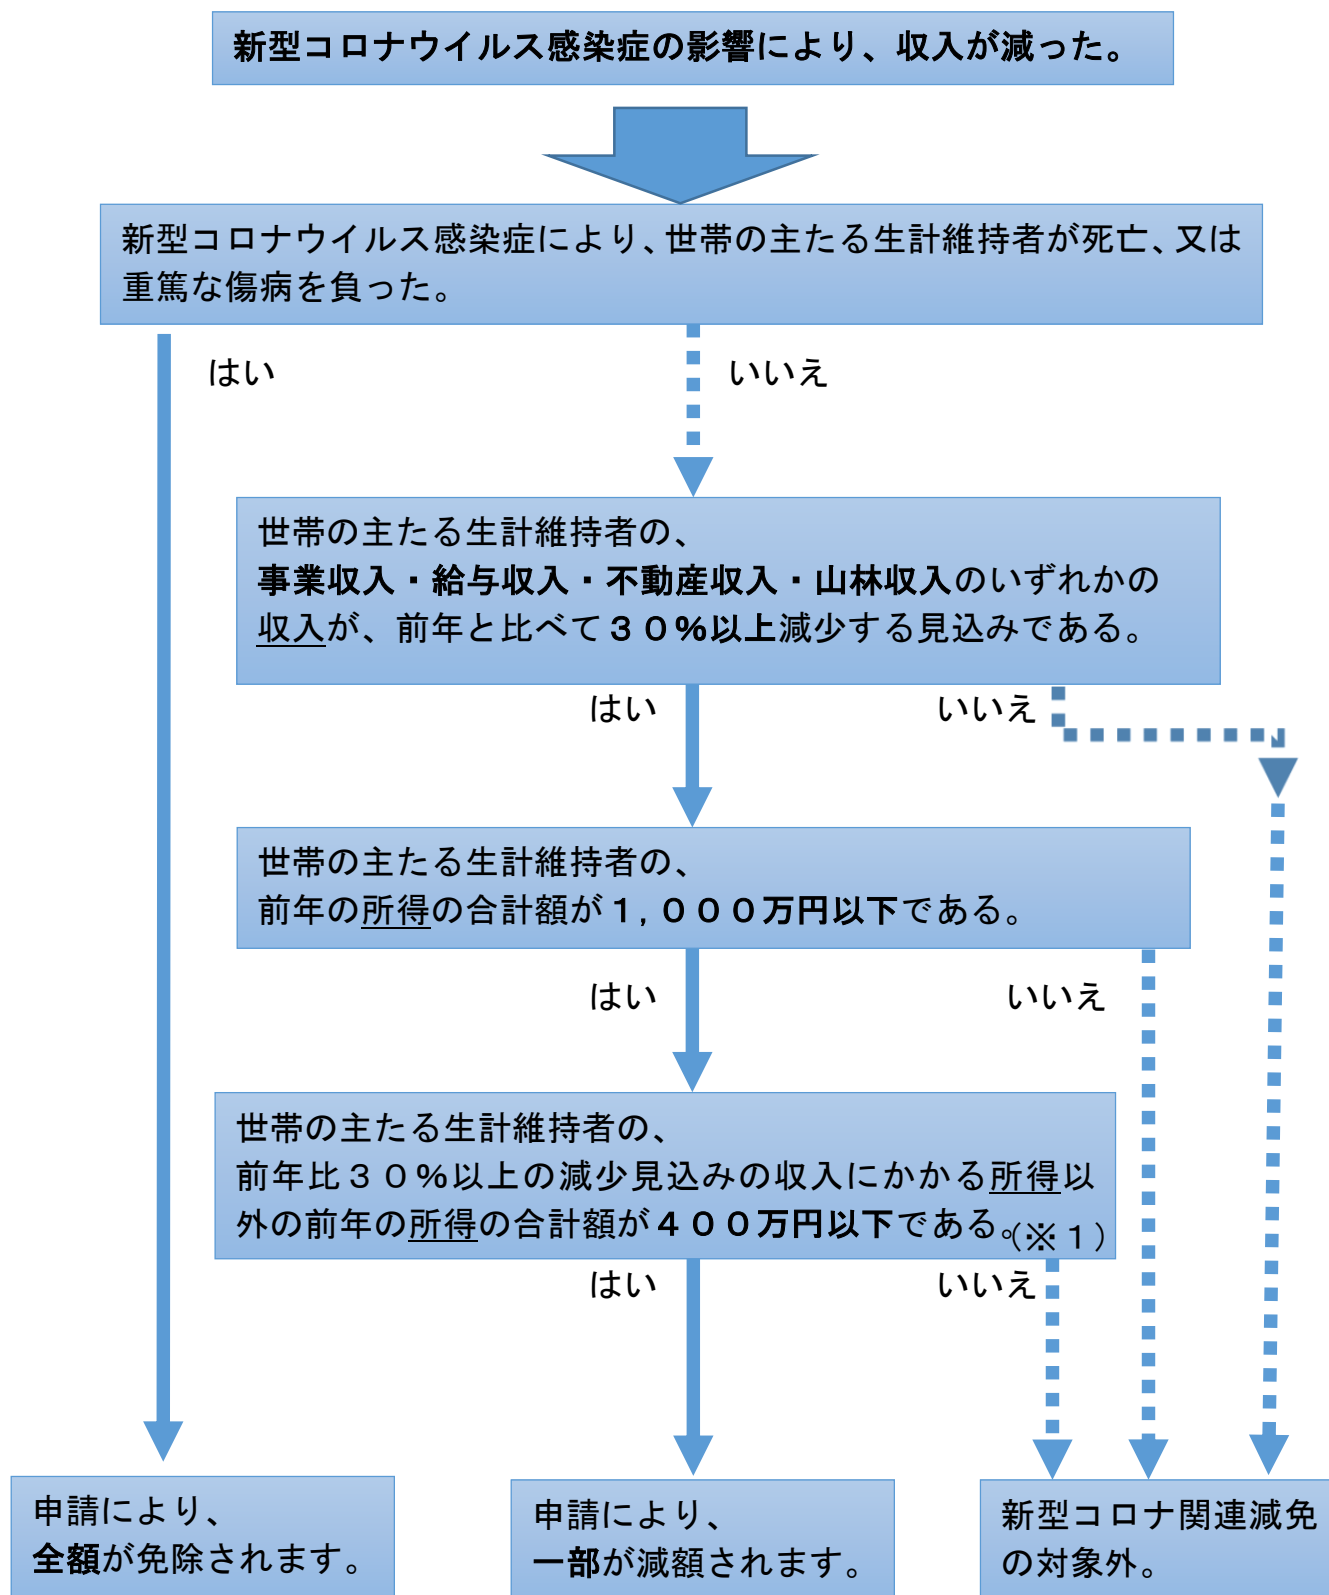 新型コロナウイルス感染症の影響により、収入が減った。
新型コロナウイルス感染症により、世帯の主たる生計維持者が死亡、又は
重篤な傷病を負った。
はい
いいえ
世帯の主たる生計維持者の、
事業収入・給与収入・不動産収入・山林収入のいずれかの
収入が、前年と比べて３０％以上減少する見込みである。
はい
いいえ
世帯の主たる生計維持者の、
前年の所得の合計額が１,０００万円以下である。
はい
いいえ
世帯の主たる生計維持者の、
前年比３０％以上の減少見込みの収入にかかる所得以
外の前年の所得の合計額が４００万円以下である。(※１)
はい
いいえ
申請により、
全額が免除されます。
申請により、
一部が減額されます。
新型コロナ関連減免
の対象外。